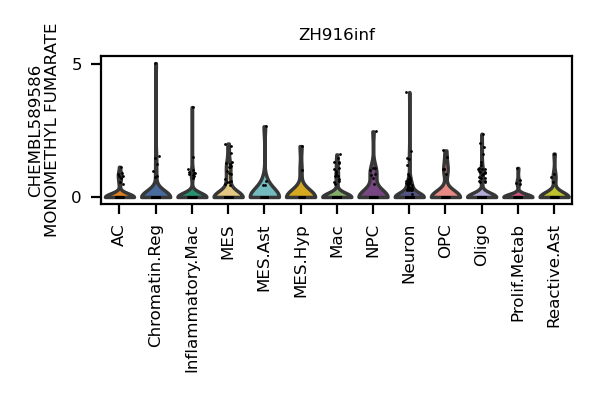 ZH916inf
CHEMBL589586
MONOMETHYL FUMARATE
5
0
AC
Chromatin.Reg
Inflammatory.Mac
MES
MES.Ast
MES.Hyp
Mac
NPC
Neuron
OPC
Oligo
Prolif.Metab
Reactive.Ast